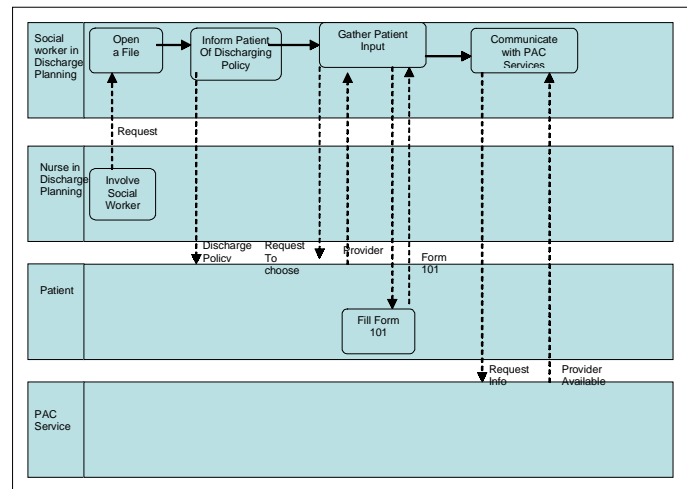 Social
worker in
Discharge
Planning
Open
a File
Inform Patient
Of Discharging
Policy
Gather Patient
Input
Communicate
with PAC
Services
Request
Nurse in
Discharge
Planning
Involve
Social
Worker
Discharge
Policy
Request
To
choose
Provider
Form
101
Patient
Fill Form
101
Request
Info
Provider
Available
PAC
Service